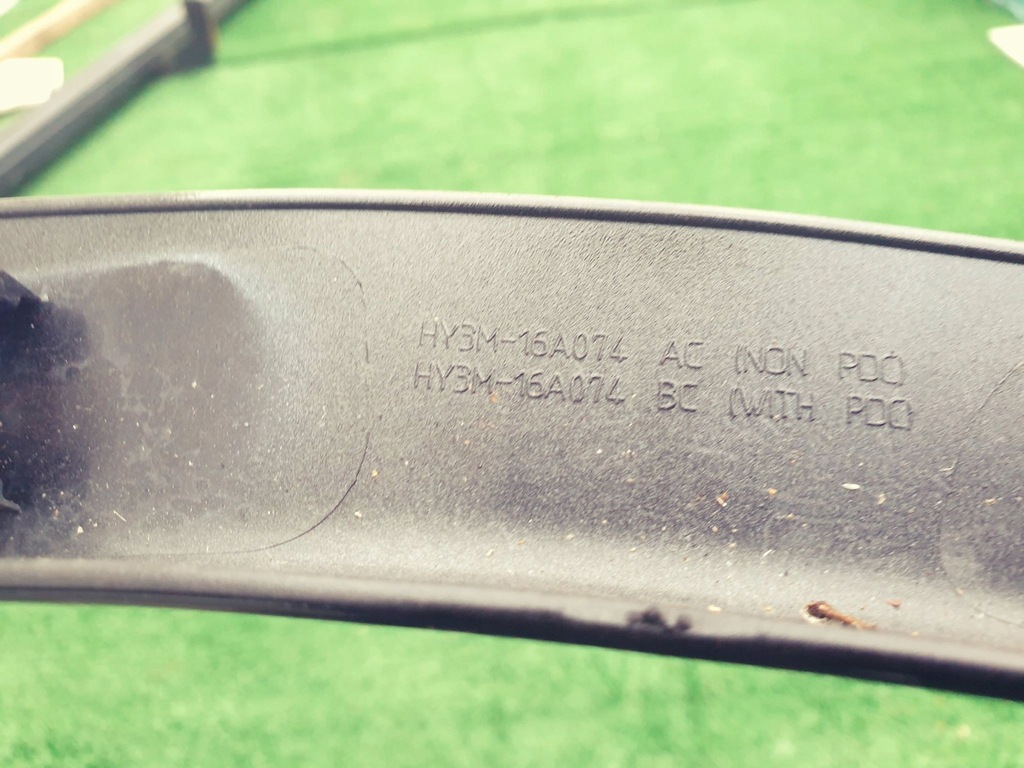 HY3M-16A074 AC (NON PDC)
HY3M-16A074 BC (WITH PDC)